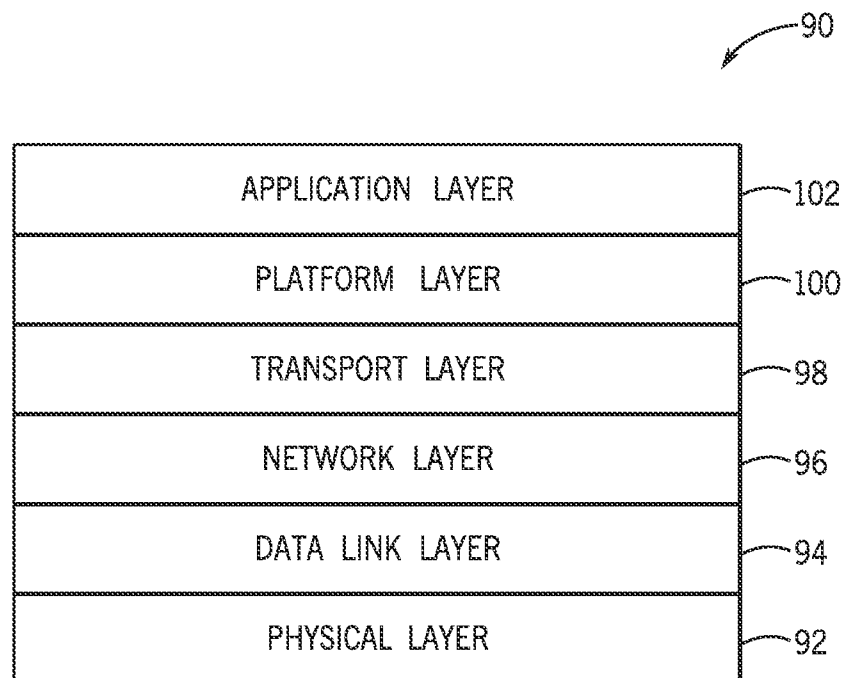 90
APPLICATION LAYER 102
PLATFORM LAYER 100
TRANSPORT LAYER 98
NETWORK LAYER 96
DATA LINK LAYER 94
PHYSICAL LAYER 92